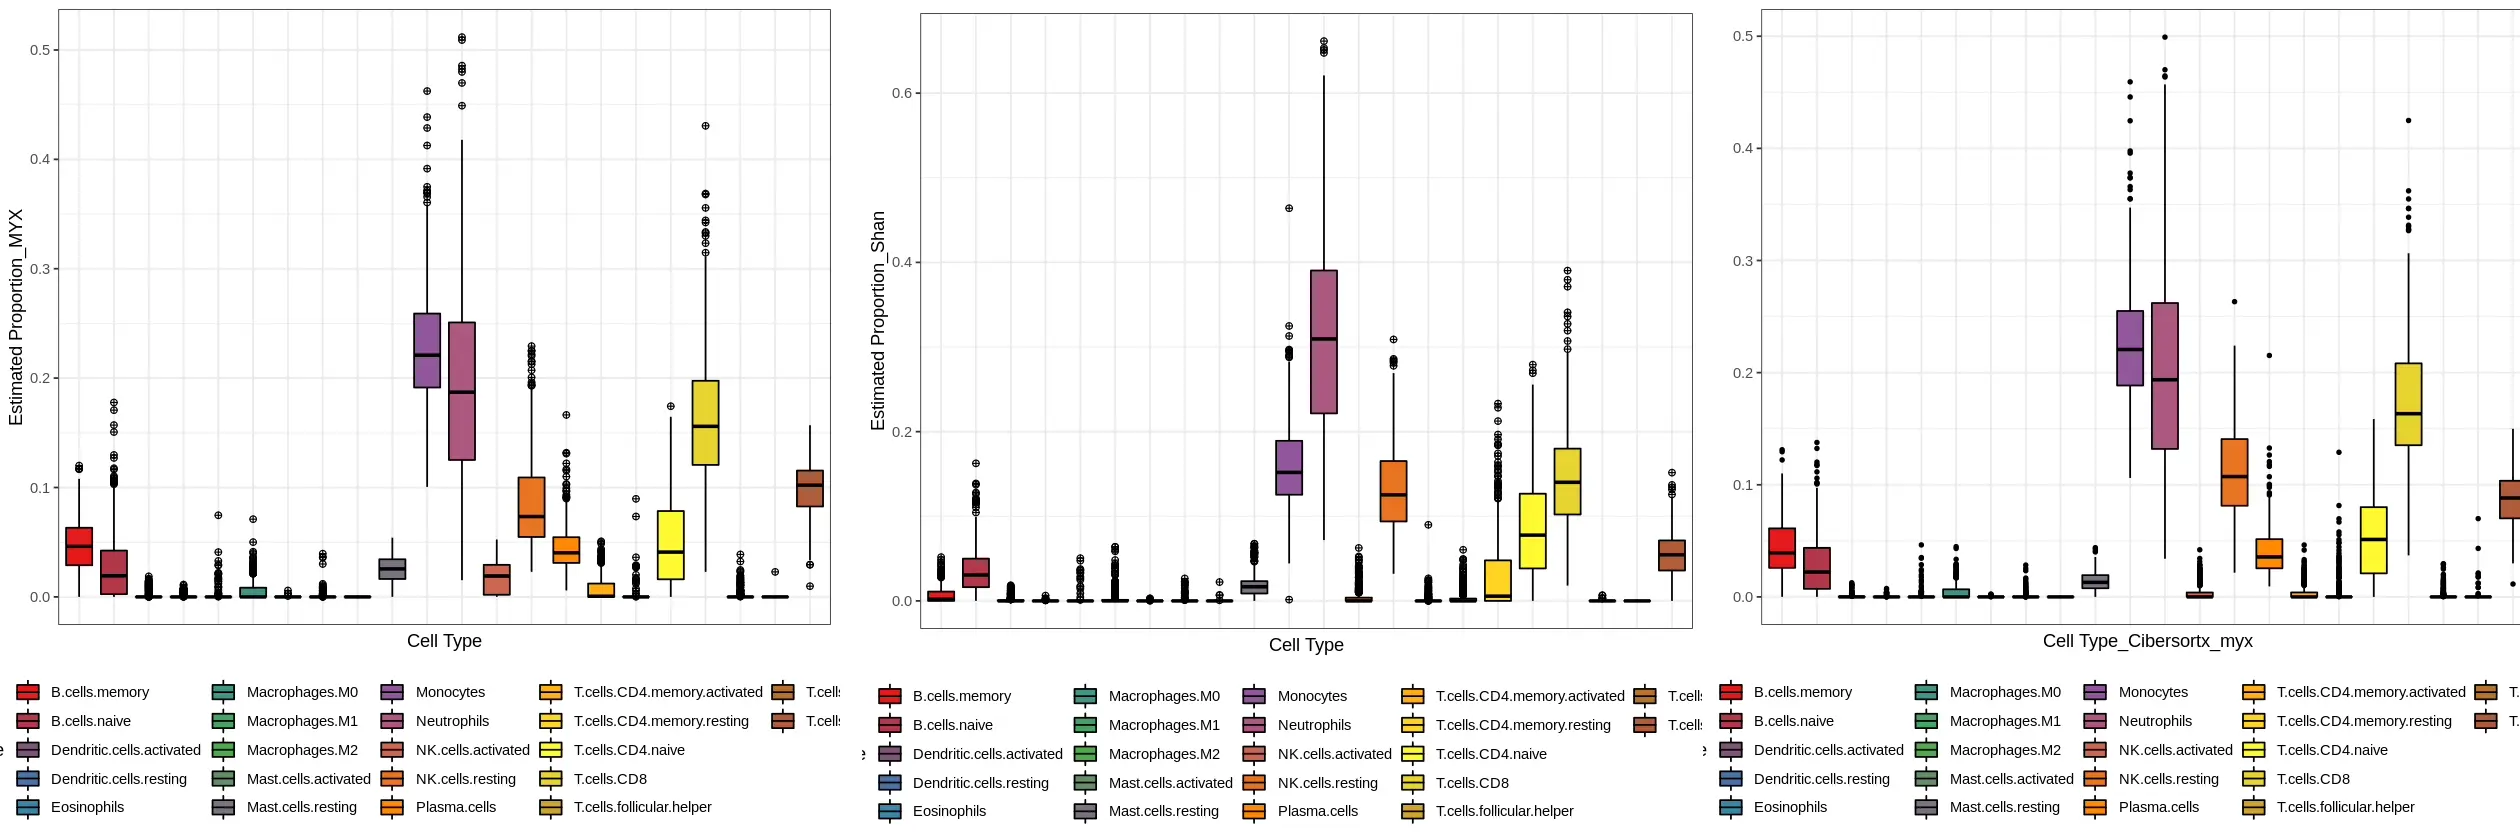 Estimated Proportion_MYX
0.5
0.4
0.3
0.2
0.1
0.0
Cell Type
B.cells.memory Macrophages.M0 Monocytes T.cells.CD4.memory.activated T.cells
B.cells.naive Macrophages.M1 Neutrophils T.cells.CD4.memory.resting T.cells
e Dendritic.cells.activated Macrophages.M2 NK.cells.activated T.cells.CD4.naive
Dendritic.cells.resting Mast.cells.activated NK.cells.resting T.cells.CD8
Eosinophils Mast.cells.resting Plasma.cells T.cells.follicular.helper
Estimated Proportion_Shan
0.6
0.4
0.2
0.0
Cell Type
B.cells.memory Macrophages.M0 Monocytes T.cells.CD4.memory.activated T.cells
B.cells.naive Macrophages.M1 Neutrophils T.cells.CD4.memory.resting T.cells
e Dendritic.cells.activated Macrophages.M2 NK.cells.activated T.cells.CD4.naive
Dendritic.cells.resting Mast.cells.activated NK.cells.resting T.cells.CD8
Eosinophils Mast.cells.resting Plasma.cells T.cells.follicular.helper
0.5
0.4
0.3
0.2
0.1
0.0
Cell Type_Cibersortx_myx
B.cells.memory Macrophages.M0 Monocytes T.cells.CD4.memory.activated T.
B.cells.naive Macrophages.M1 Neutrophils T.cells.CD4.memory.resting T.
e Dendritic.cells.activated Macrophages.M2 NK.cells.activated T.cells.CD4.naive
Dendritic.cells.resting Mast.cells.activated NK.cells.resting T.cells.CD8
Eosinophils Mast.cells.resting Plasma.cells T.cells.follicular.helper